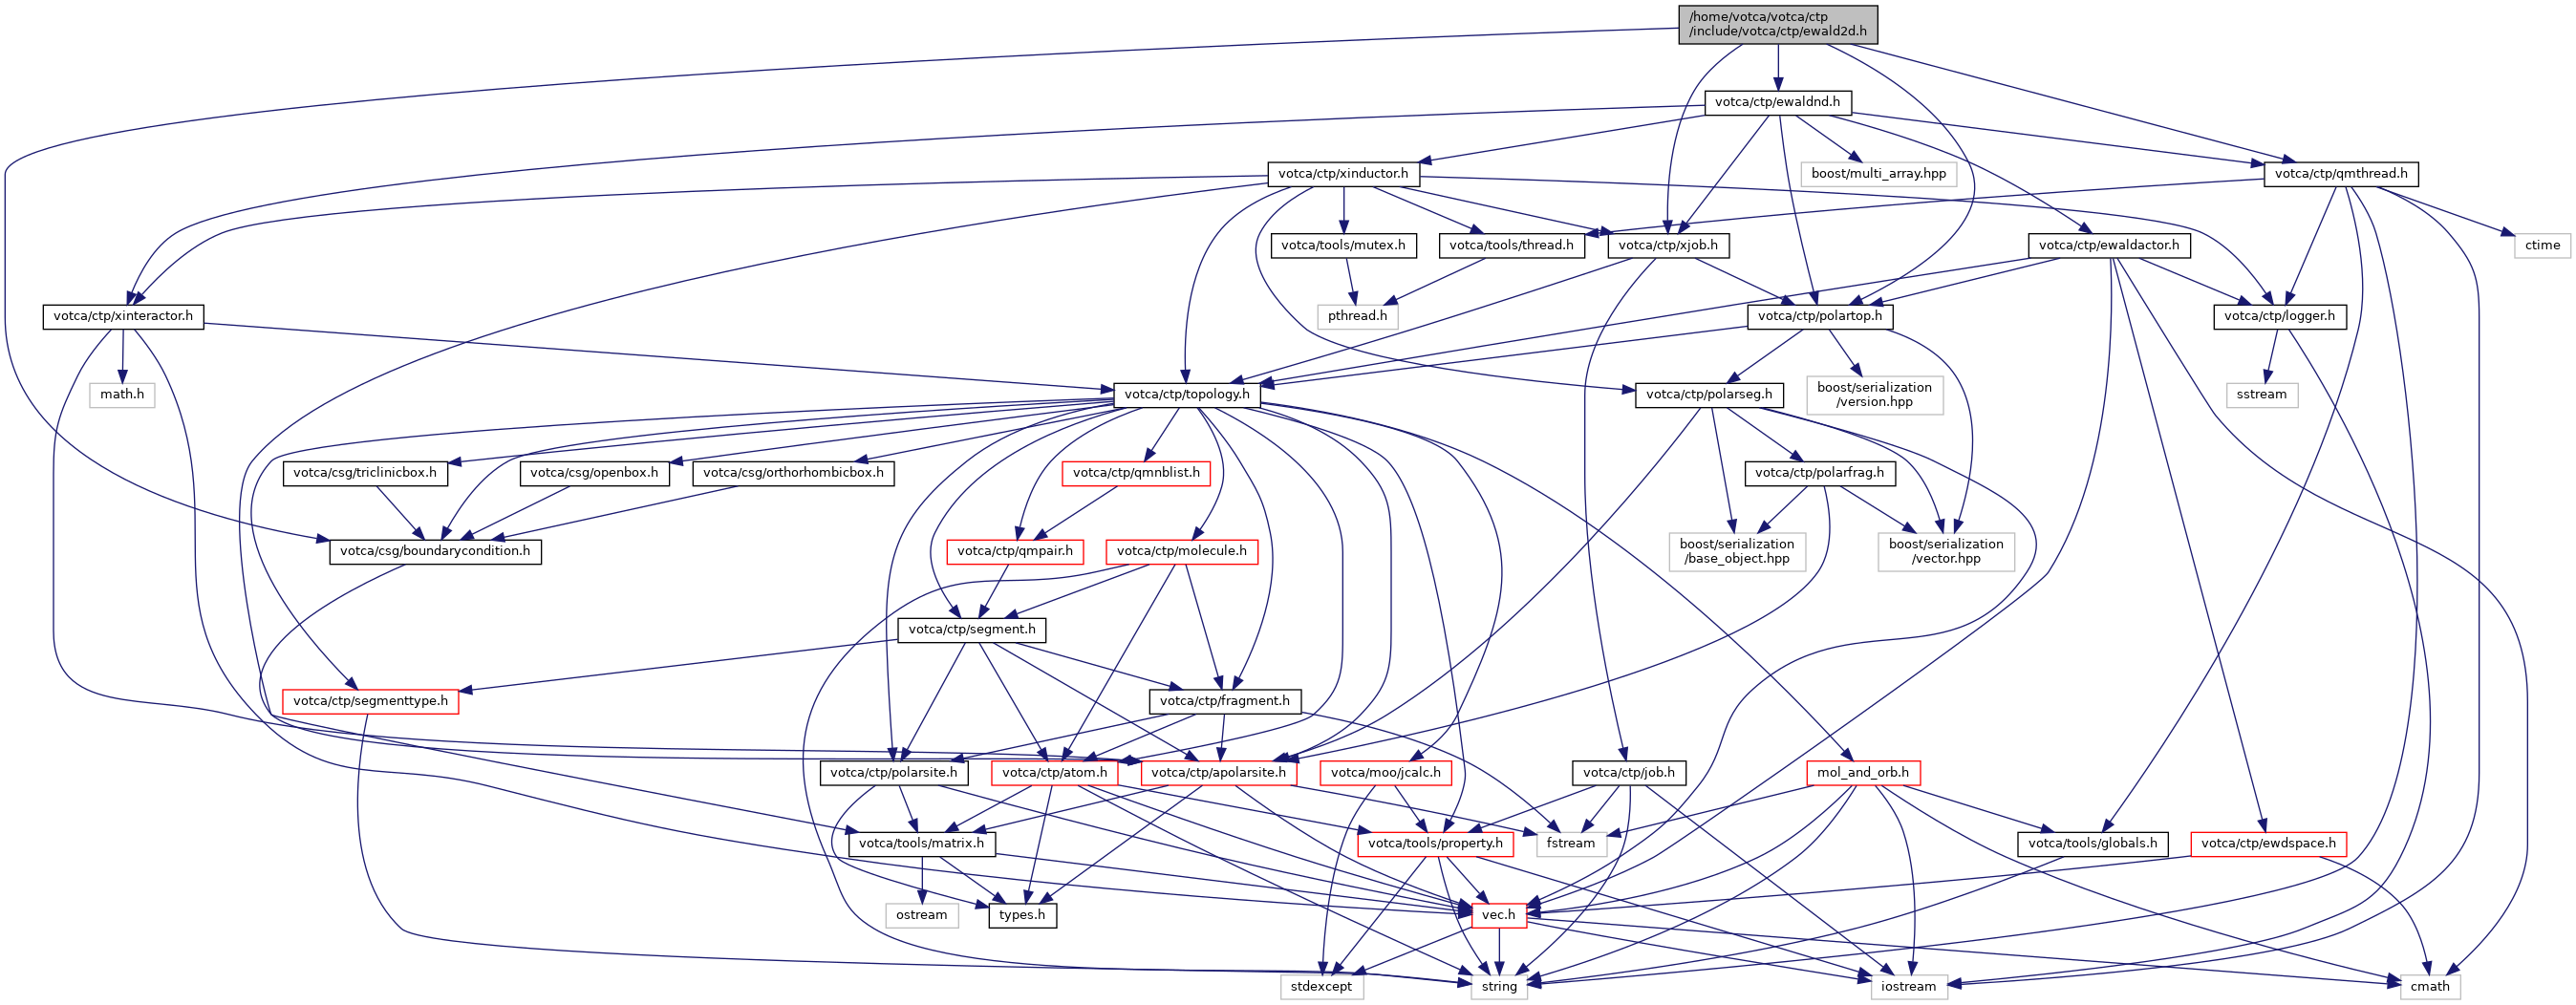 /home/votca/votca/ctp
/include/votca/ctp/ewald2d.h
votca/ctp/ewaldnd.h
votca/ctp/xinductor.h
boost/multi_array.hpp
votca/ctp/qmthread.h
votca/tools/mutex.h
votca/tools/thread.h
votca/ctp/xjob.h
votca/ctp/ewaldactor.h
ctime
votca/ctp/xinteractor.h
pthread.h
votca/ctp/polartop.h
votca/ctp/logger.h
math.h
votca/ctp/topology.h
votca/ctp/polarseg.h
boost/serialization
/version.hpp
sstream
votca/csg/triclinicbox.h
votca/csg/openbox.h
votca/csg/orthorhombicbox.h
votca/ctp/qmnblist.h
votca/ctp/polarfrag.h
votca/csg/boundarycondition.h
votca/ctp/qmpair.h
votca/ctp/molecule.h
boost/serialization
/base_object.hpp
boost/serialization
/vector.hpp
votca/ctp/segment.h
votca/ctp/segmenttype.h
votca/ctp/fragment.h
votca/ctp/polarsite.h
votca/ctp/atom.h
votca/ctp/apolarsite.h
votca/moo/jcalc.h
votca/ctp/job.h
mol_and_orb.h
votca/tools/matrix.h
votca/tools/property.h
fstream
votca/tools/globals.h
votca/ctp/ewdspace.h
ostream
types.h
vec.h
stdexcept
string
iostream
cmath